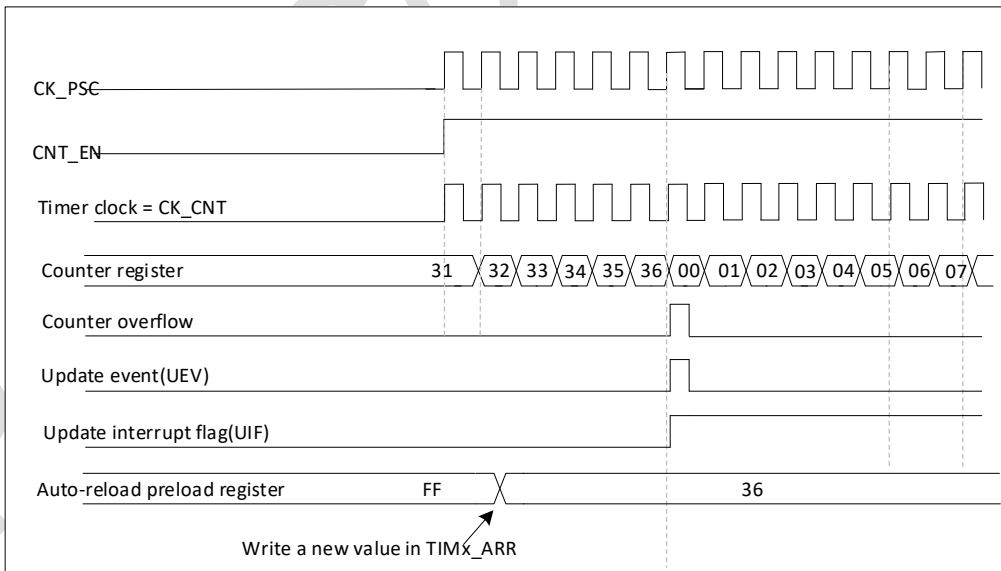 CK_PSC
CNT_EN
Timer clock = CK_CNT
Counter register 31 32 33 34 35 36 00 01 02 03 04 05 06 07
Counter overflow
Update event(UEV)
Update interrupt flag(UIF)
Auto-reload preload register FF 36
Write a new value in TIMx_ARR